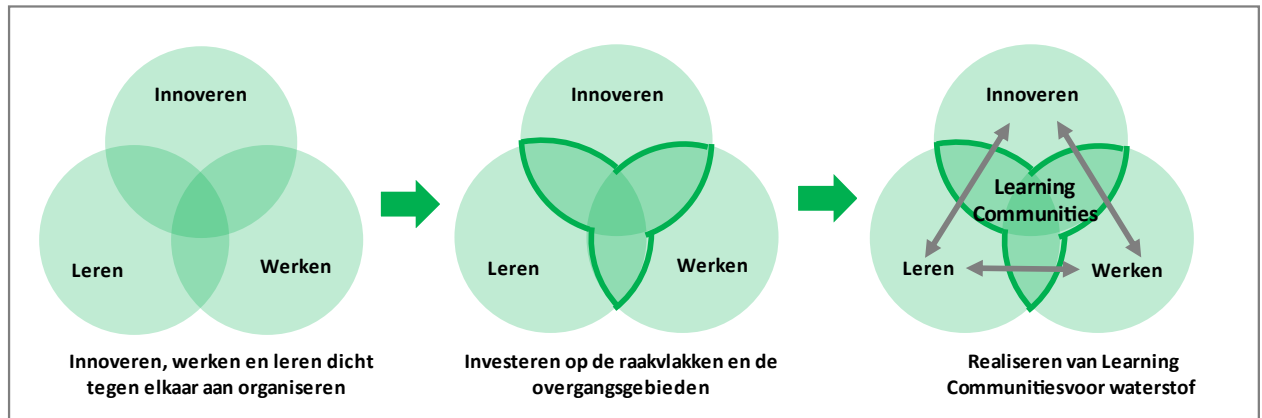 Innoveren
Leren
Werken
Innoveren, werken en leren dicht
tegen elkaar aan organiseren
Innoveren
Leren
Werken
Investeren op de raakvlakken en de
overgangsgebieden
Innoveren
Learning
Communities
Leren
Werken
Realiseren van Learning
Communitiesvoor waterstof